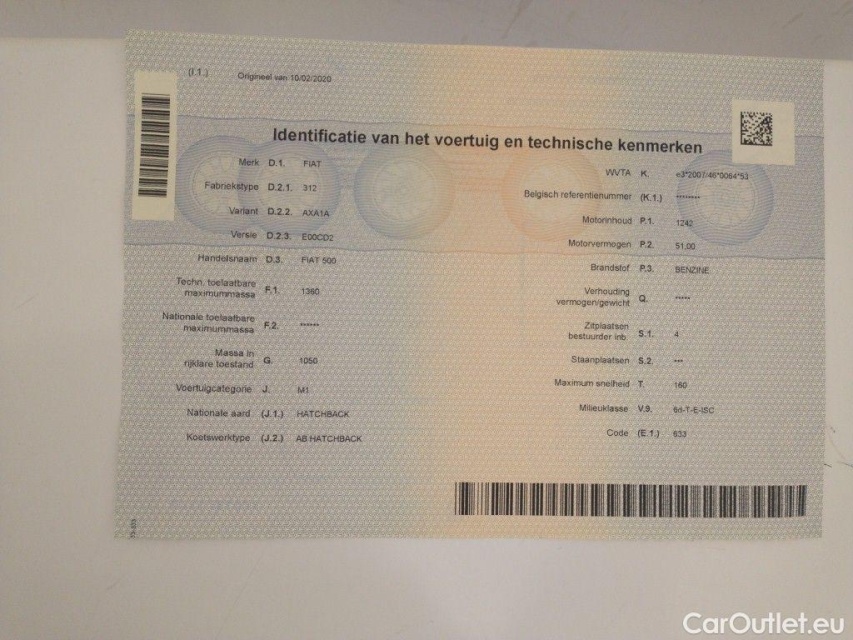 (I.1.) Origineel van 10/02/2020
Identificatie van het voertuig en technische kenmerken
Merk D.1. FIAT
Fabriekstype D.2.1. 312
Variant D.2.2. AXA1A
Versie D.2.3. E00CD2
Handelsnaam D.3. FIAT 500
Techn. toelaatbare
maximummassa F.1. 1360
Nationale toelaatbare
maximummassa F.2. ******
Massa in
rijklare toestand G. 1050
Voertuigcategorie J. M1
Nationale aard (J.1.) HATCHBACK
Koetswerktype (J.2.) AB HATCHBACK
WVTA K. e3*2007/46*0064*53
Belgisch referentienummer (K.1.) ********
Motorinhoud P.1. 1242
Motorvermogen P.2. 51,00
Brandstof P.3. BENZINE
Verhouding
vermogen/gewicht Q. *****
Zitplaatsen
bestuurder inb. S.1. 4
Staanplaatsen S.2. ***
Maximum snelheid T. 160
Milieuklasse V.9. 6d-T-E-ISC
Code (E.1.) 633
CarOutlet.eu